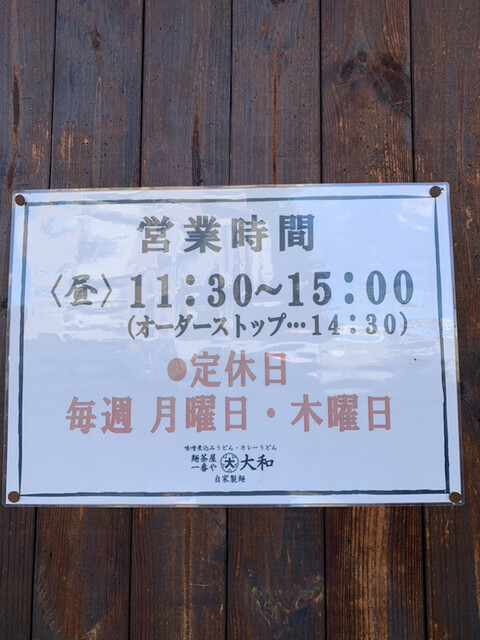 営業時間
〈昼〉11:30~15:00
(オーダーストップ…14:30)
●定休日
毎週 月曜日・木曜日
味噌煮込みうどん・カレーうどん
麺茶屋
一番や 大 大和
自家製麺